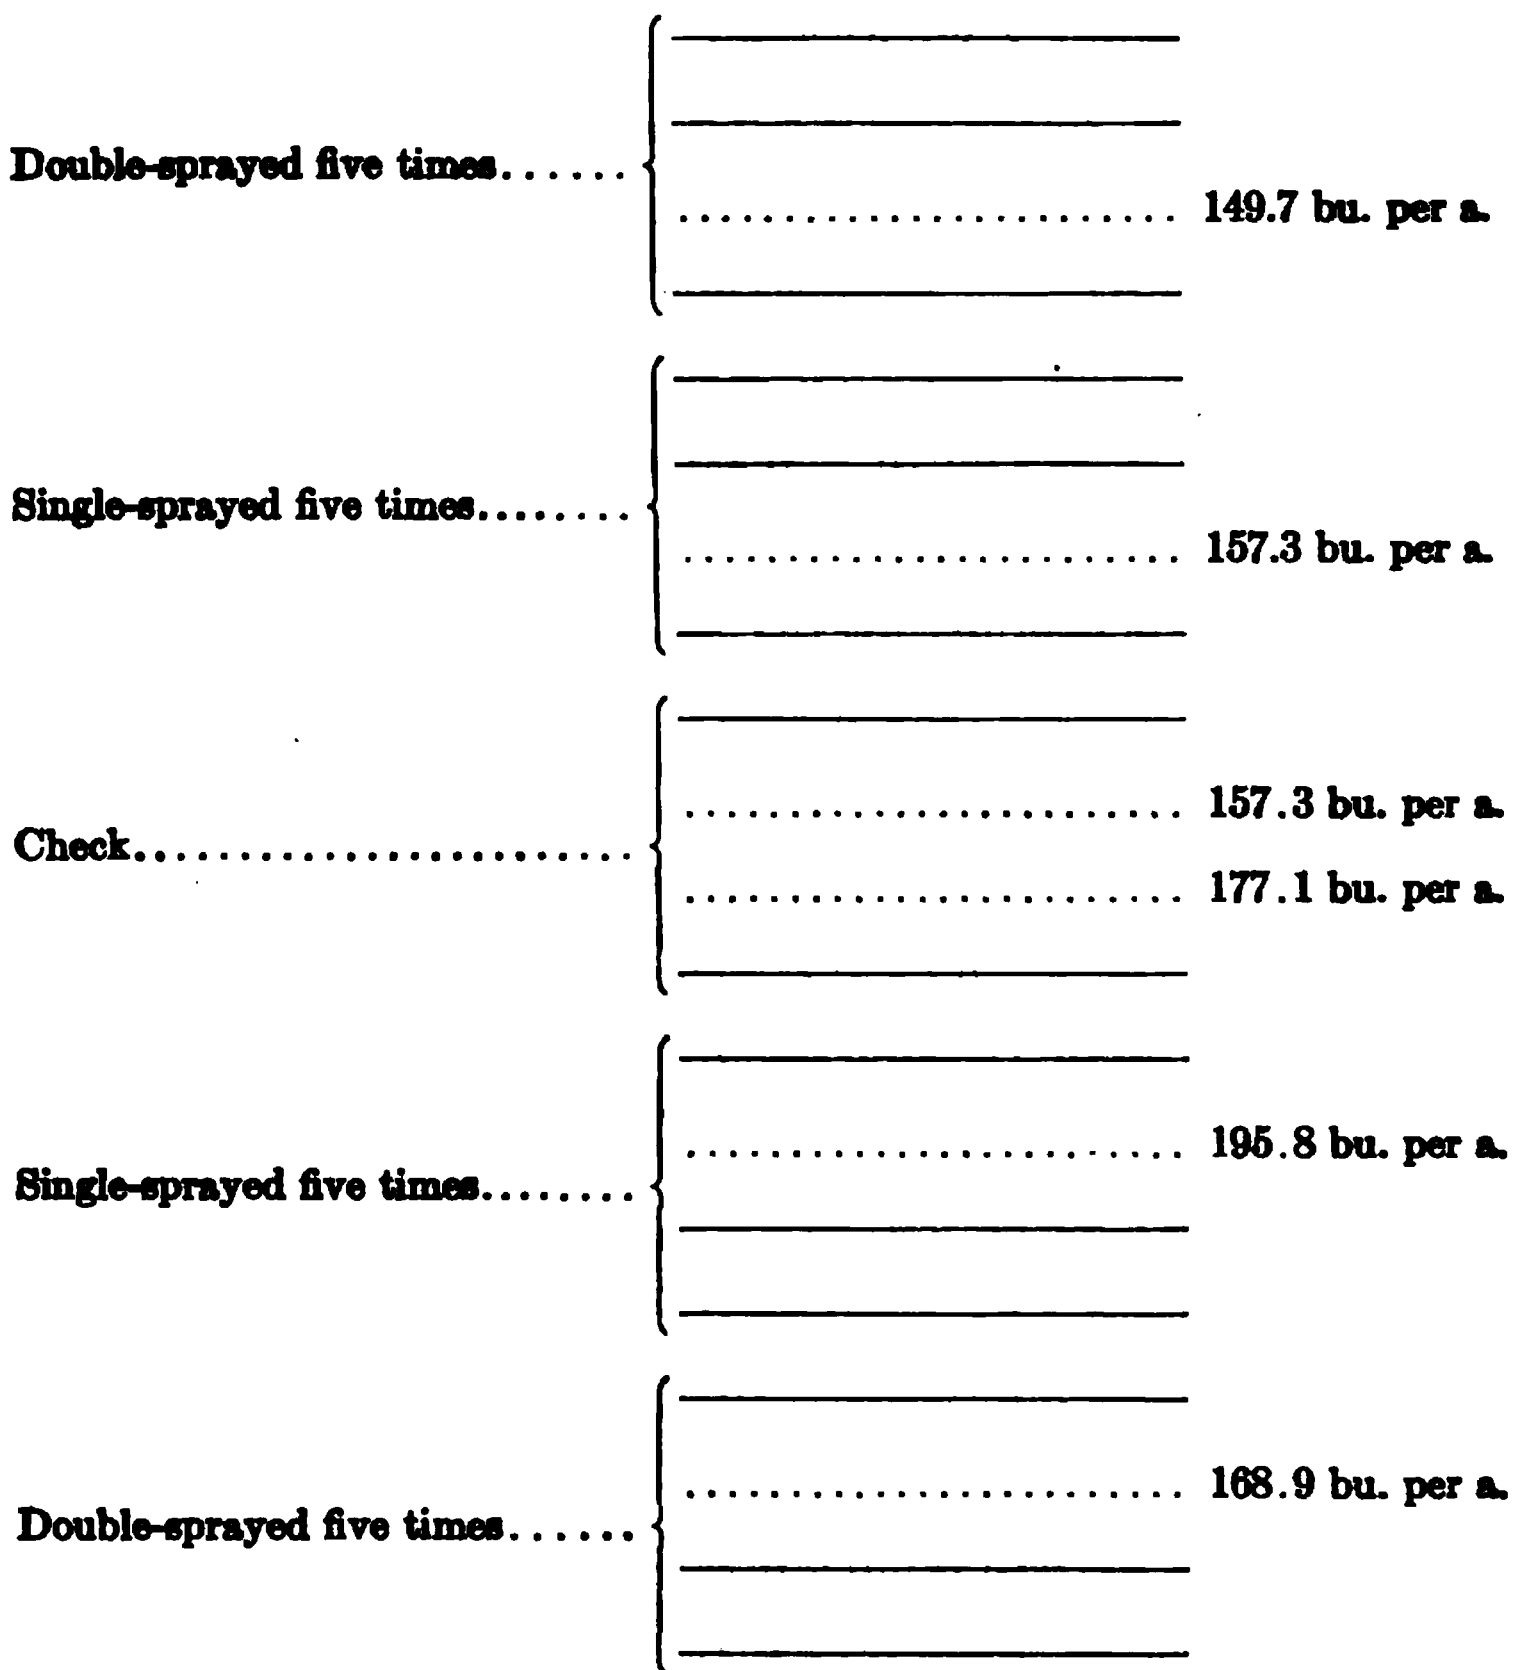 149.7 bu. per a.
Double-sprayed five times......
157.3 bu. per a.
Single-sprayed five times........
157.3 bu. per a.
Check........................
177.1 bu. per a.
195.8 bu. per a.
Single-sprayed five times........
168.9 bu. per a.
Double-sprayed five times......